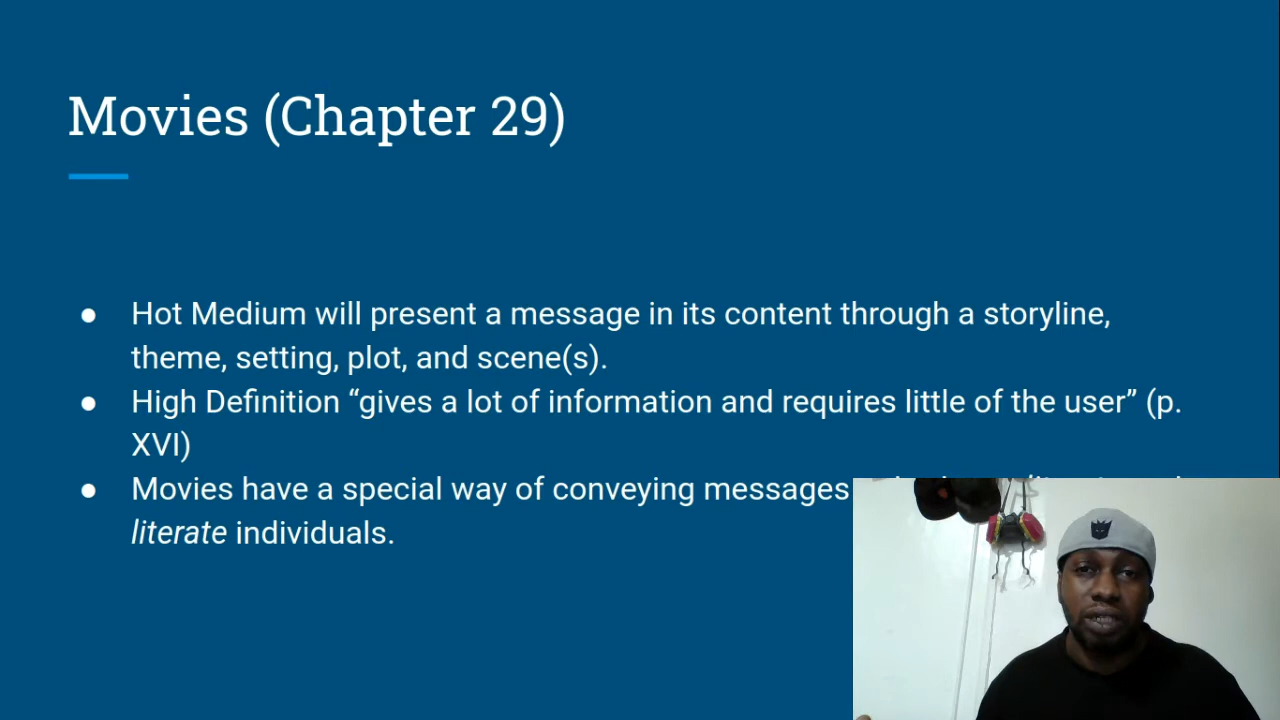 Movies (Chapter 29)
● Hot Medium will present a message in its content through a storyline,
theme, setting, plot, and scene(s).
● High Definition “gives a lot of information and requires little of the user” (p.
XVI)
● Movies have a special way of conveying messages
literate individuals.